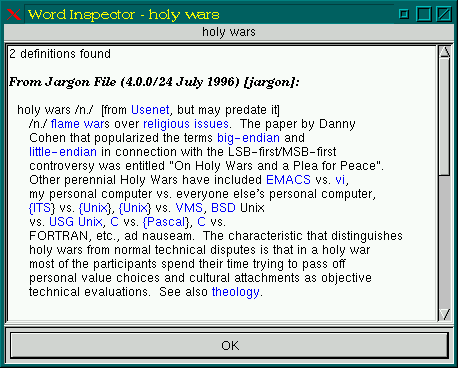 Word Inspector - holy wars
holy wars
2 definitions found
From Jargon File (4.0.0/24 July 1996) [jargon]:
holy wars /n./ [from Usenet, but may predate it]
/n./ flame wars over religious issues. The paper by Danny
Cohen that popularized the terms big-endian and
little-endian in connection with the LSB-first/MSB-first
controversy was entitled "On Holy Wars and a Plea for Peace".
Other perennial Holy Wars have included EMACS vs. vi,
my personal computer vs. everyone else's personal computer,
{ITS} vs. {Unix}, {Unix} vs. VMS, BSD Unix
vs. USG Unix, C vs. {Pascal}, C vs.
FORTRAN, etc., ad nauseam. The characteristic that distinguishes
holy wars from normal technical disputes is that in a holy war
most of the participants spend their time trying to pass off
personal value choices and cultural attachments as objective
technical evaluations. See also theology.
OK